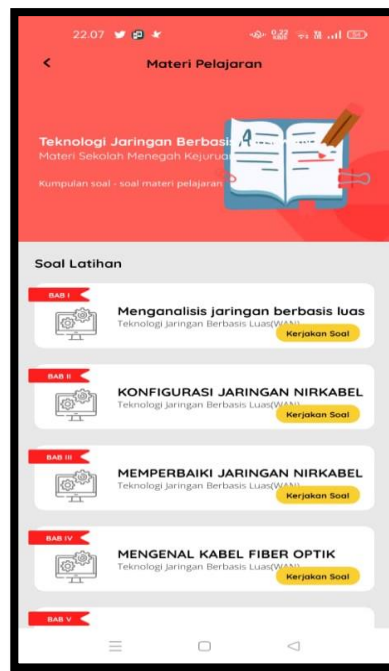 22.07
Materi Pelajaran
Teknologi Jaringan Berbasi
Materi Sekolah Menegah Kejurua
Kumpulan soal - soal materi pelajaran
Soal Latihan
BAB I
Menganalisis jaringan berbasis luas
Teknologi Jaringan Berbasis Luas(WAN)
Kerjakan Soal
BAB II
KONFIGURASI JARINGAN NIRKABEL
Teknologi Jaringan Berbasis Luas(WAN)
Kerjakan Soal
BAB III
MEMPERBAIKI JARINGAN NIRKABEL
Teknologi Jaringan Berbasis Luas(WAN)
Kerjakan Soal
BAB IV
MENGENAL KABEL FIBER OPTIK
Teknologi Jaringan Berbasis Luas(WAN)
Kerjakan Soal
BAB V